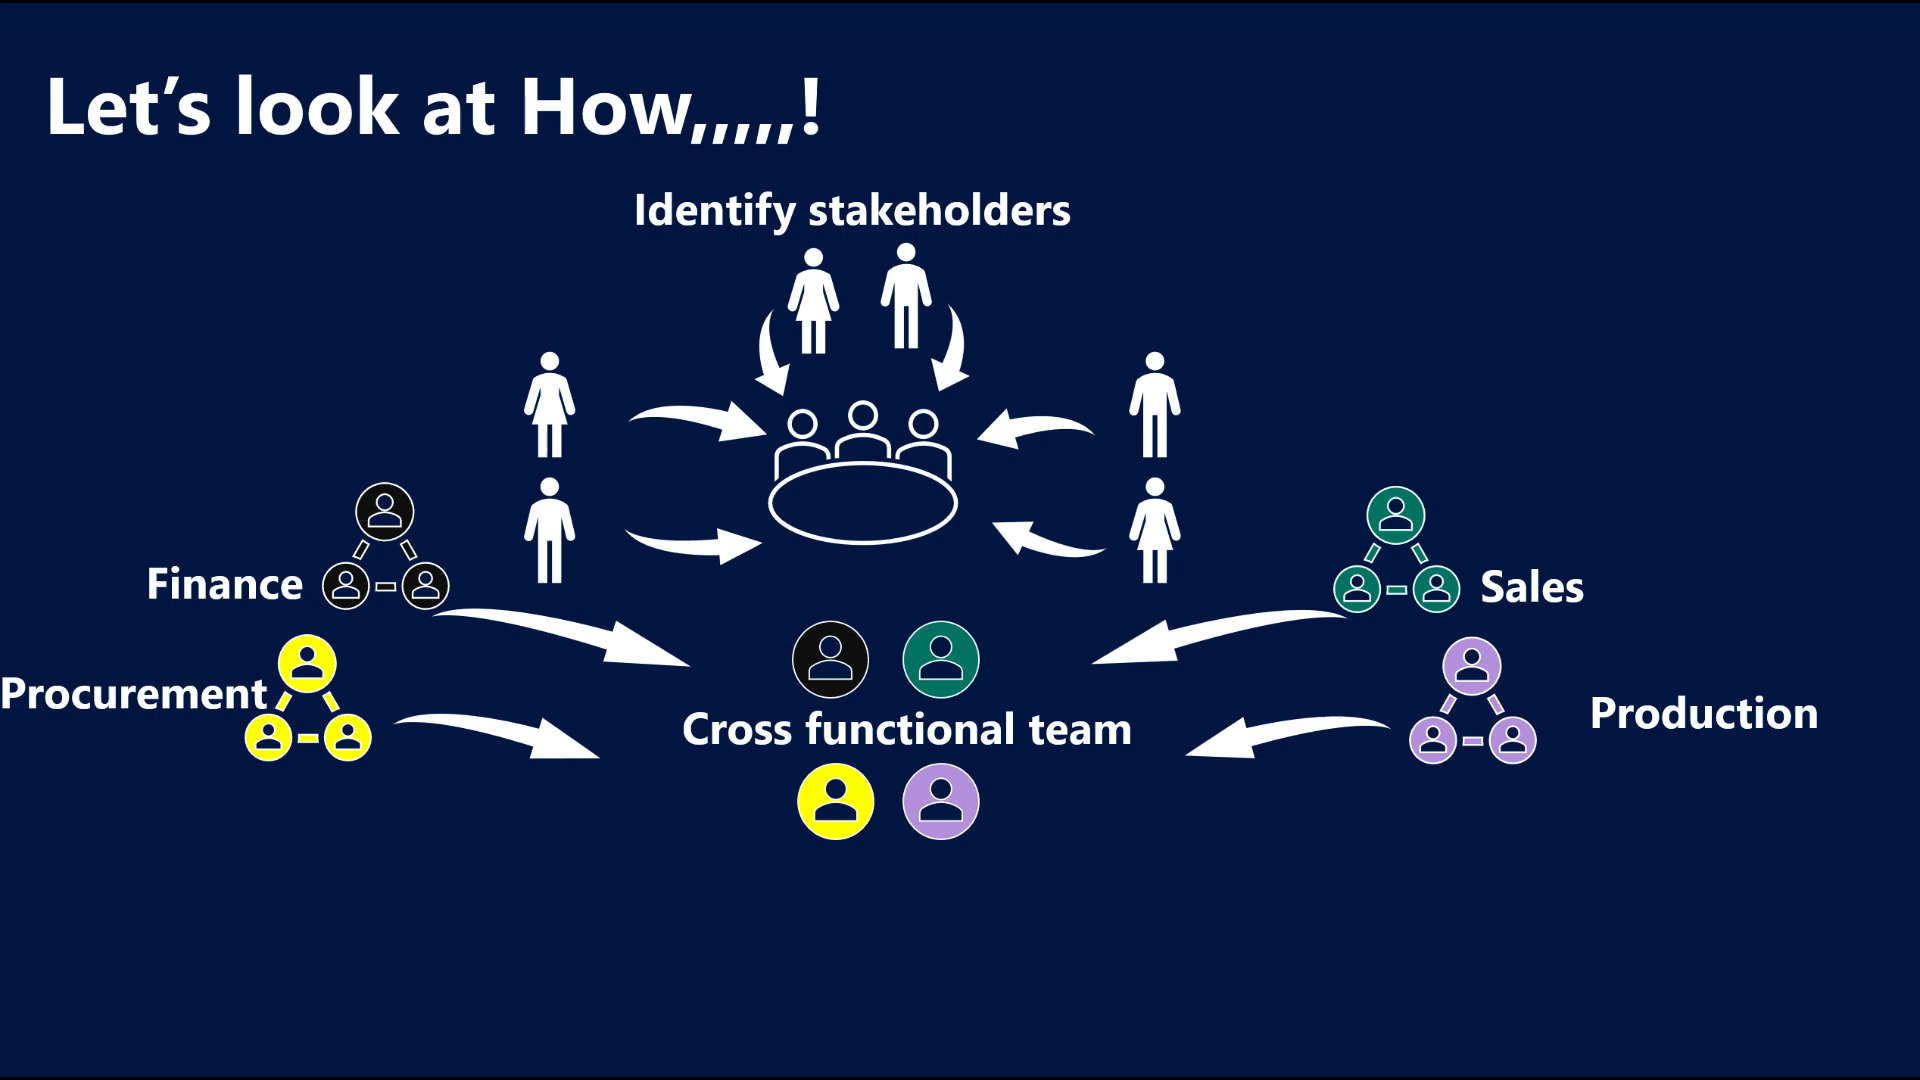 Let’s look at How,,,,,!
Identify stakeholders
Finance
Sales
Procurement
Production
Cross functional team